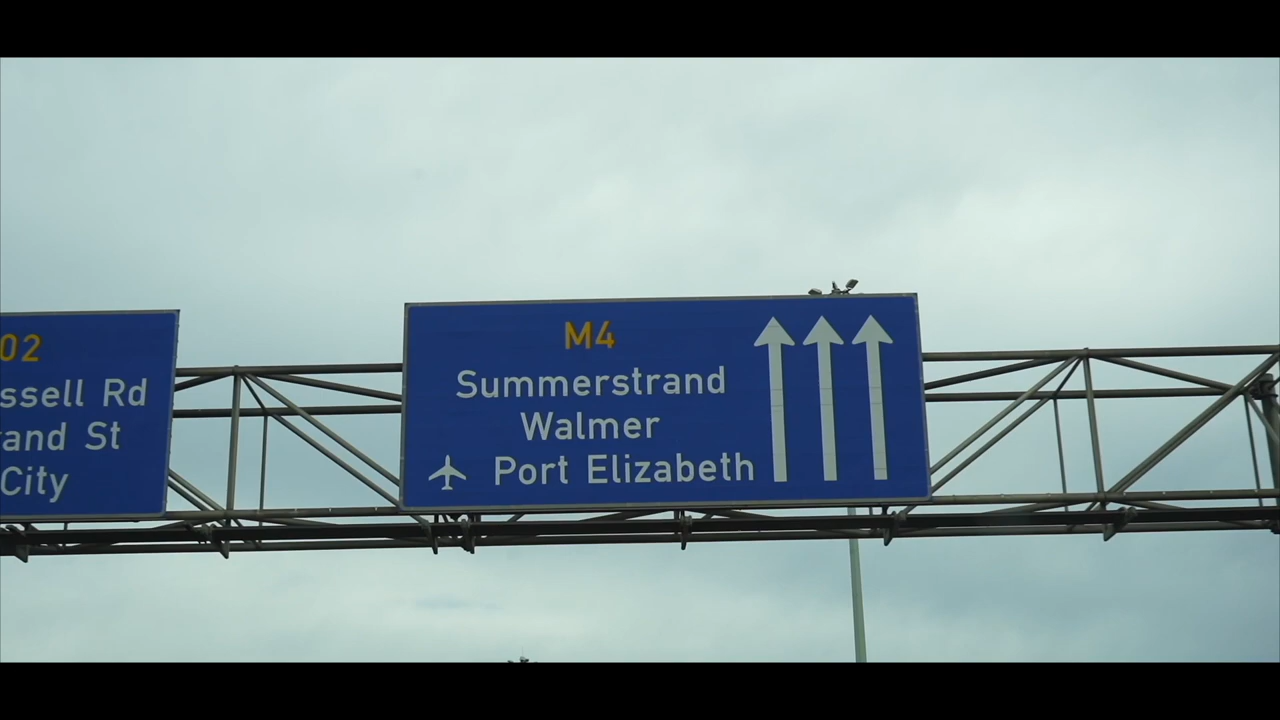 02
ssell Rd
rand St
City
M4
Summerstrand
Walmer
Port Elizabeth